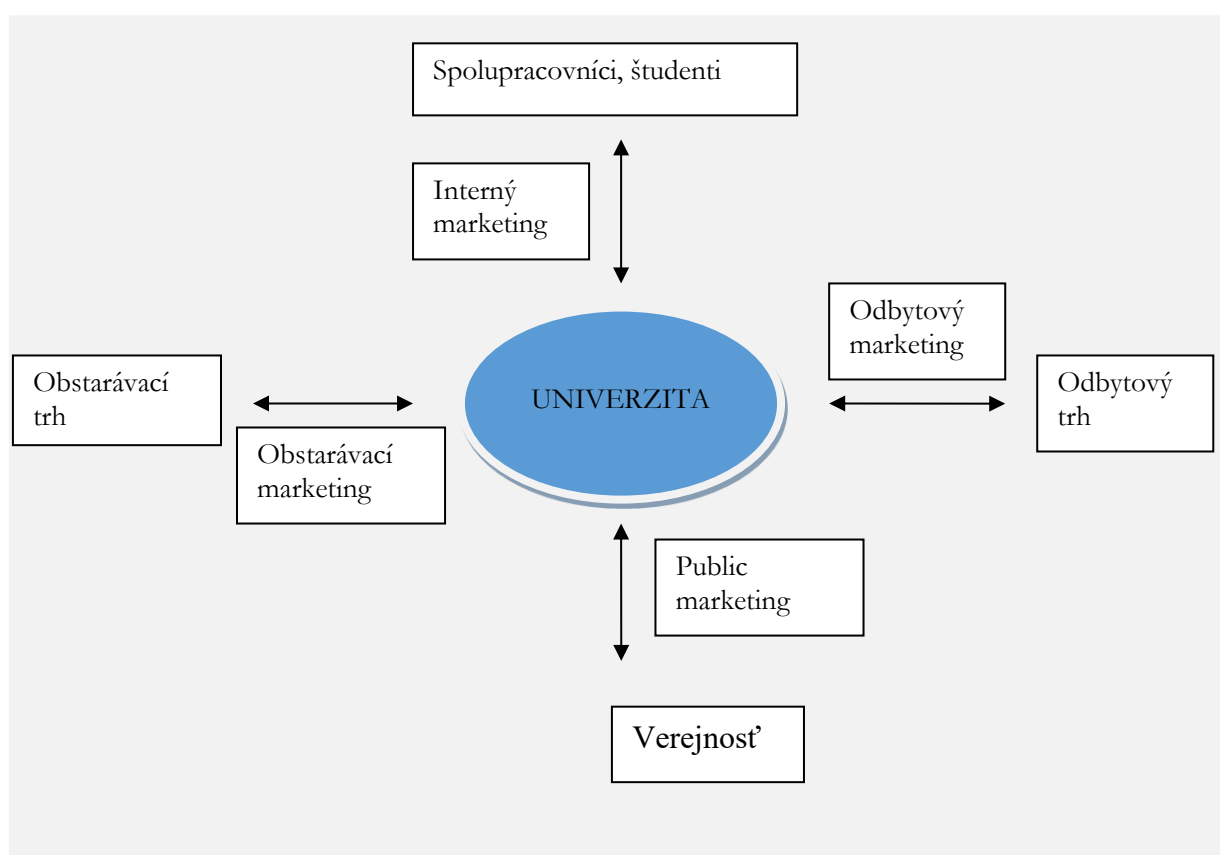 Spolupracovníci, študenti
Interný
marketing
Odbytový
marketing
Obstarávací
trh
UNIVERZITA
Odbytový
trh
Obstarávací
marketing
Public
marketing
Verejnosť